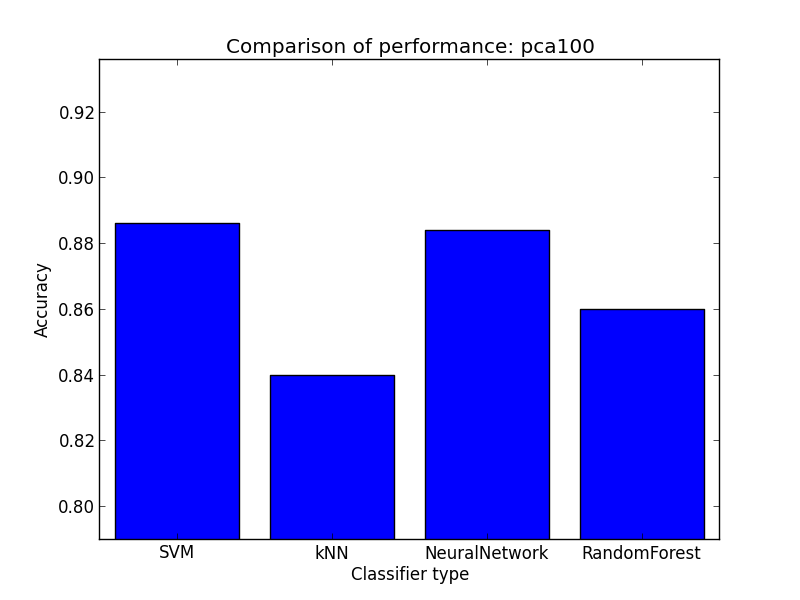 Comparison of performance: pca100
0.92
0.90
0.88
0.86
0.84
0.82
0.80
Accuracy
SVM kNN NeuralNetwork RandomForest
Classifier type